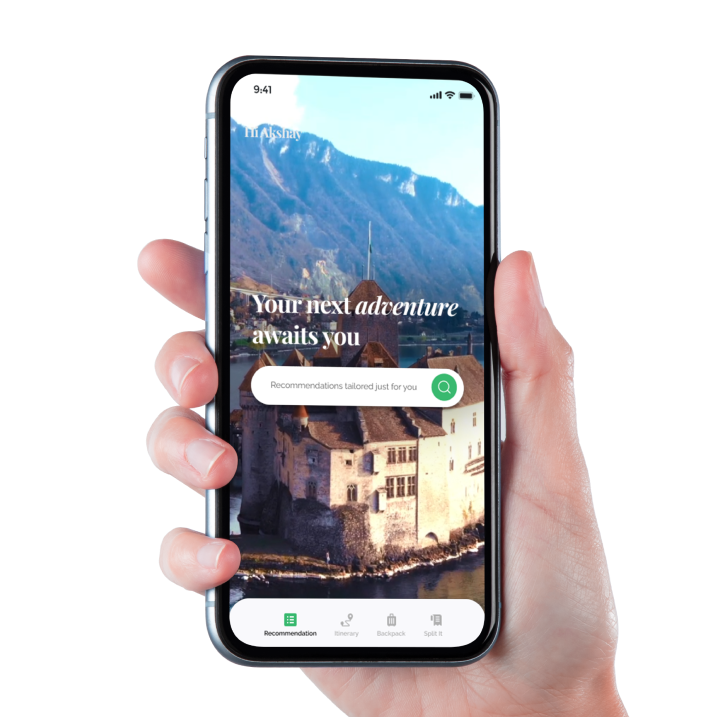 9:41
Hi Akshay
Your next adventure
awaits you
Recommendations tailored just for you
Recommendation
Itinerary
Backpack
Split It